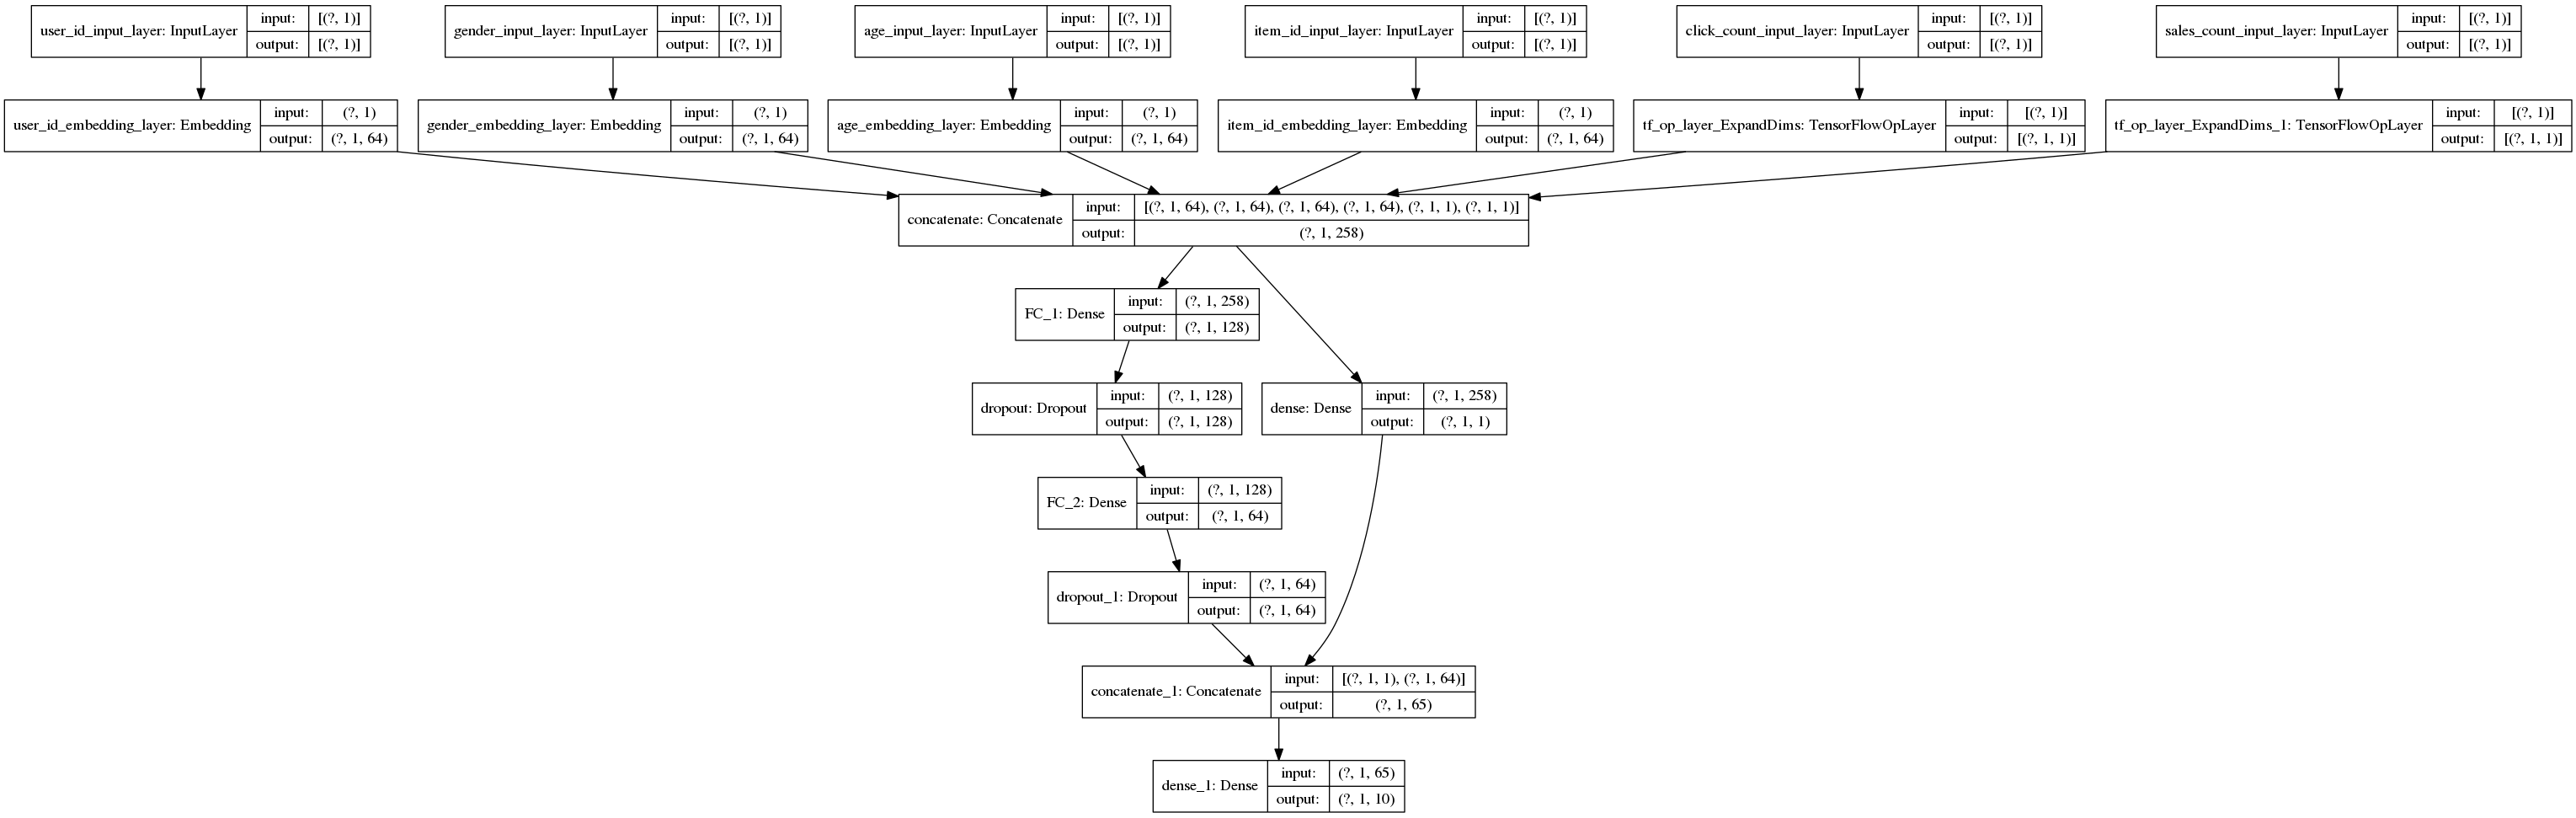 user_id_input_layer: InputLayer input: [(?, 1)] output: [(?, 1)]
gender_input_layer: InputLayer input: [(?, 1)] output: [(?, 1)]
age_input_layer: InputLayer input: [(?, 1)] output: [(?, 1)]
item_id_input_layer: InputLayer input: [(?, 1)] output: [(?, 1)]
click_count_input_layer: InputLayer input: [(?, 1)] output: [(?, 1)]
sales_count_input_layer: InputLayer input: [(?, 1)] output: [(?, 1)]
user_id_embedding_layer: Embedding input: (?, 1) output: (?, 1, 64)
gender_embedding_layer: Embedding input: (?, 1) output: (?, 1, 64)
age_embedding_layer: Embedding input: (?, 1) output: (?, 1, 64)
item_id_embedding_layer: Embedding input: (?, 1) output: (?, 1, 64)
tf_op_layer_ExpandDims: TensorFlowOpLayer input: [(?, 1)] output: [(?, 1, 1)]
tf_op_layer_ExpandDims_1: TensorFlowOpLayer input: [(?, 1)] output: [(?, 1, 1)]
concatenate: Concatenate input: [(?, 1, 64), (?, 1, 64), (?, 1, 64), (?, 1, 64), (?, 1, 1), (?, 1, 1)] output: (?, 1, 258)
FC_1: Dense input: (?, 1, 258) output: (?, 1, 128)
dropout: Dropout input: (?, 1, 128) output: (?, 1, 128)
dense: Dense input: (?, 1, 258) output: (?, 1, 1)
FC_2: Dense input: (?, 1, 128) output: (?, 1, 64)
dropout_1: Dropout input: (?, 1, 64) output: (?, 1, 64)
concatenate_1: Concatenate input: [(?, 1, 1), (?, 1, 64)] output: (?, 1, 65)
dense_1: Dense input: (?, 1, 65) output: (?, 1, 10)